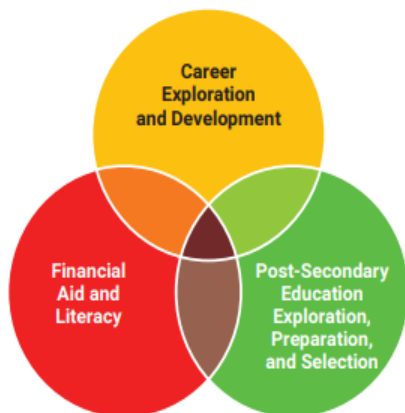 Career
Exploration
and Development
Financial
Aid and
Literacy
Post-Secondary
Education
Exploration,
Preparation,
and Selection